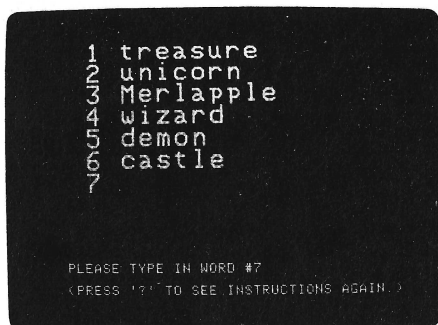 1 treasure
2 unicorn
3 Merlapple
4 wizard
5 demon
6 castle
7
PLEASE TYPE IN WORD #7
(PRESS '?' TO SEE INSTRUCTIONS AGAIN.)